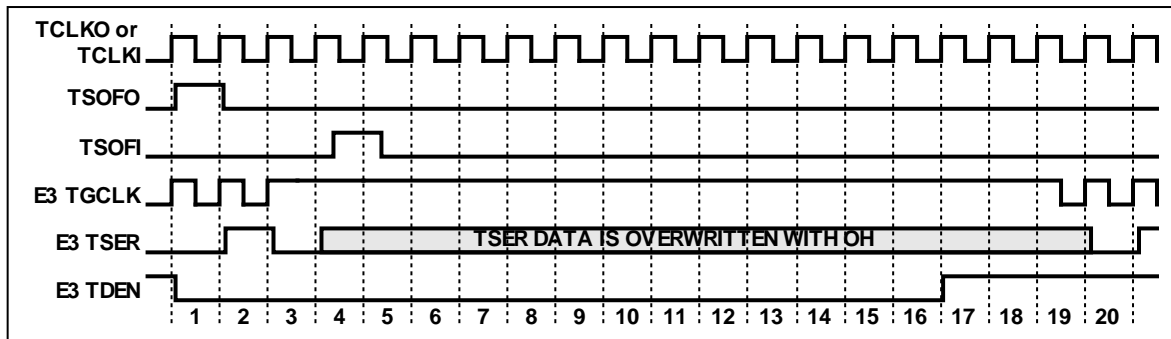 TCLKO or
TCLKI
TSOFO
TSOFI
E3 TGCLK
E3 TSER
TSER DATA IS OVERWRITTEN WITH OH
E3 TDEN
1 2 3 4 5 6 7 8 9 10 11 12 13 14 15 16 17 18 19 20